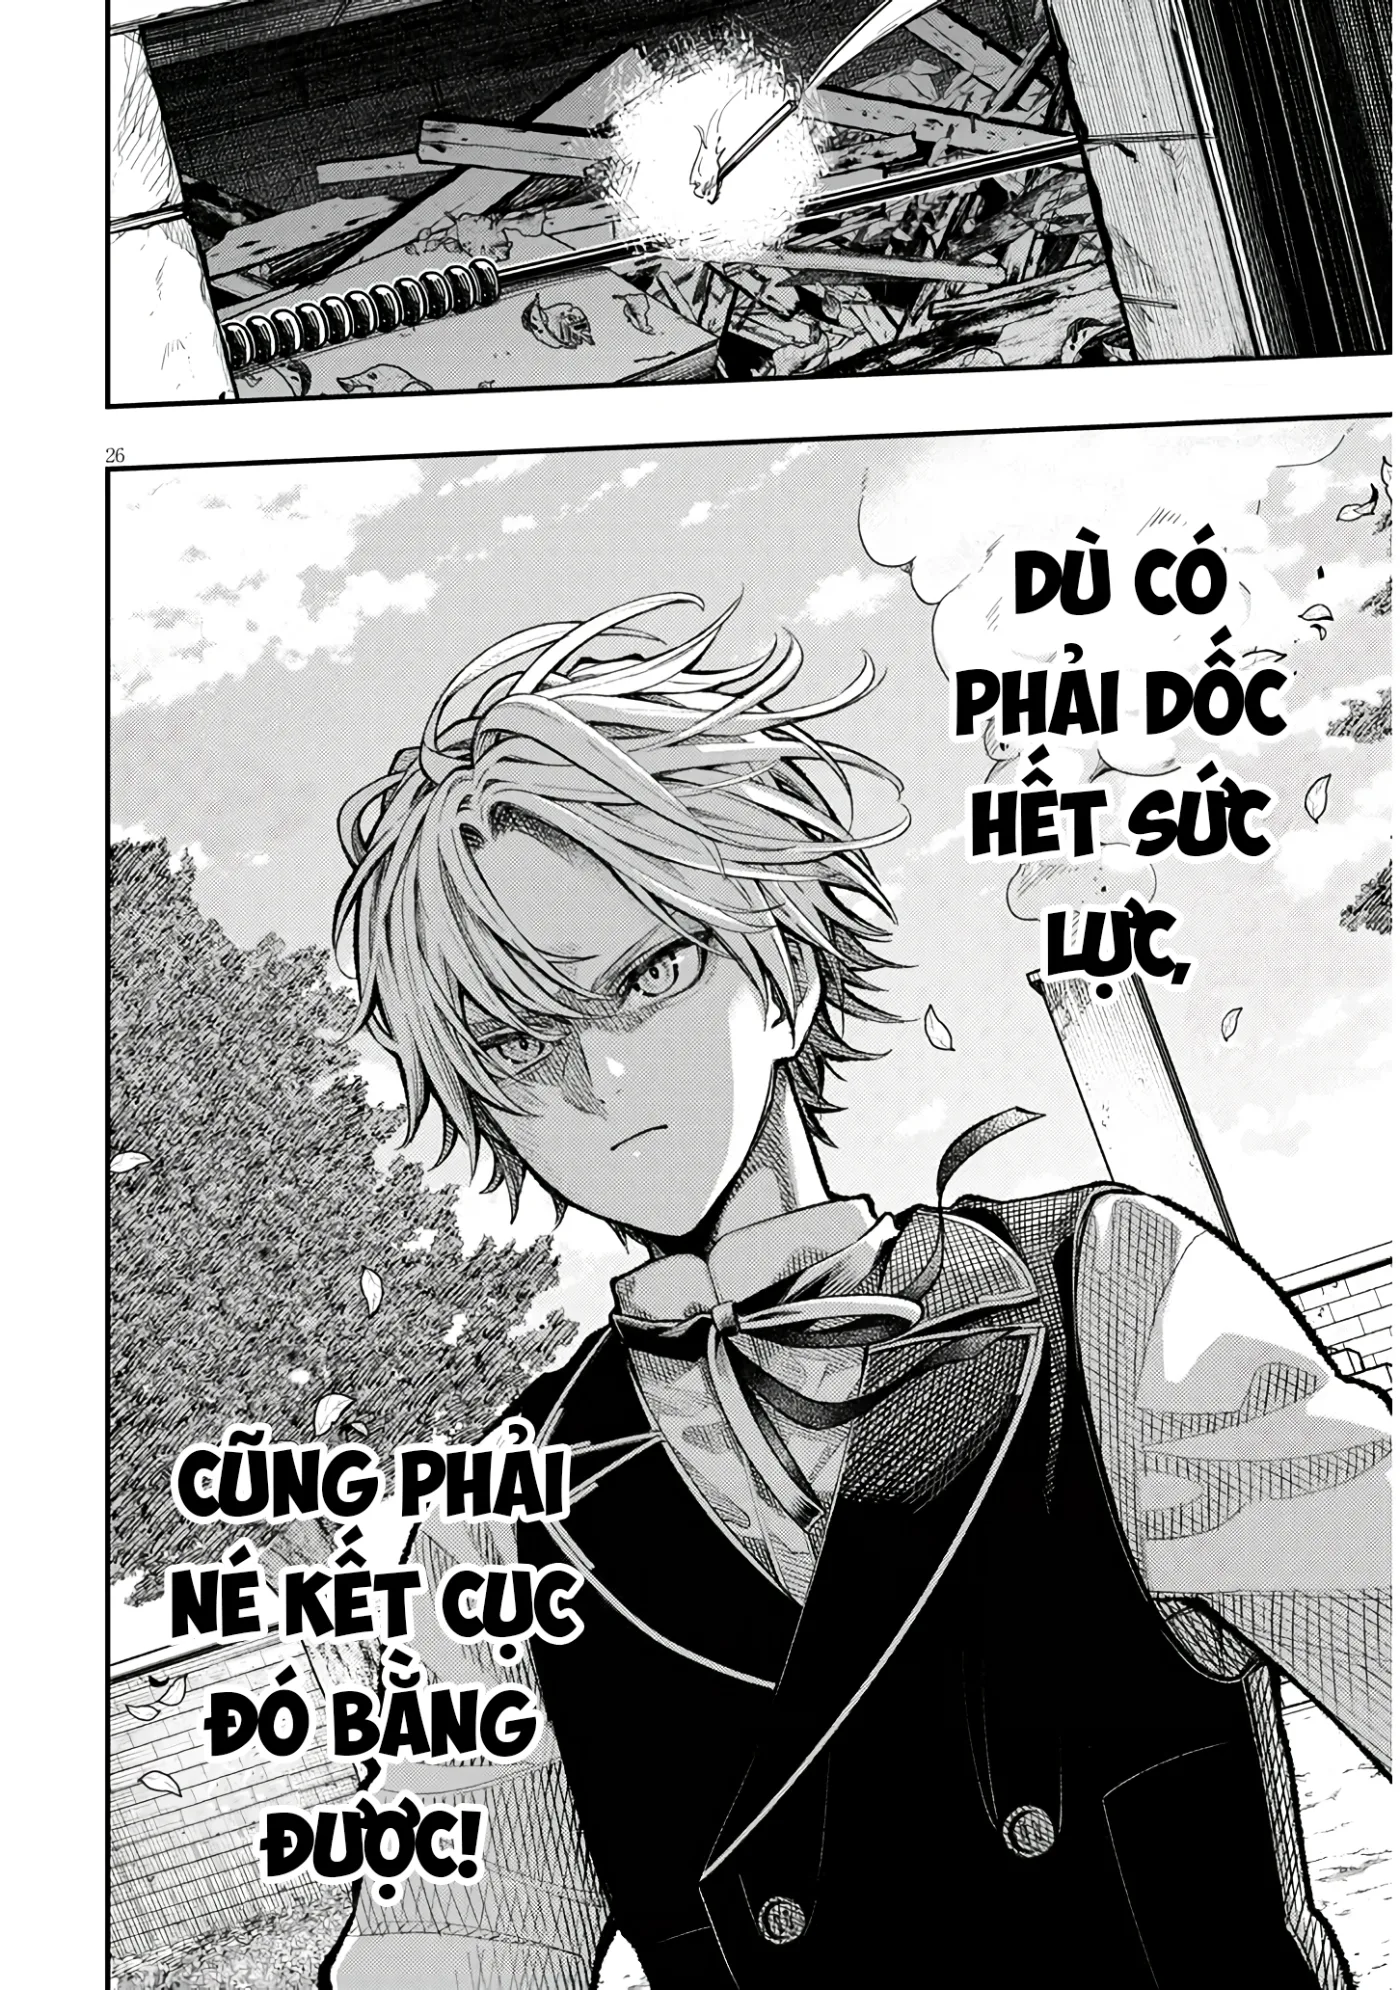 26
DÙ CÓ
PHẢI DỐC
HẾT SỨC
LỰC,
CŨNG PHẢI
NÉ KẾT CỤC
ĐÓ BẰNG
ĐƯỢC!